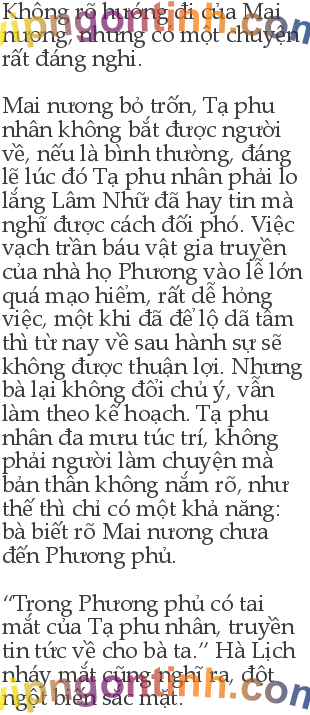 Không rõ hướng đi của Mai
nương, nhưng có một chuyện
rất đáng nghi.
Mai nương bỏ trốn, Tạ phu
nhân không bắt được người
về, nếu là bình thường, đáng
lẽ lúc đó Tạ phu nhân phải lo
lắng Lâm Nhữ đã hay tin mà
nghĩ được cách đối phó. Việc
vạch trần báu vật gia truyền
của nhà họ Phương vào lễ lớn
quá mạo hiểm, rất dễ hỏng
việc, một khi đã để lộ dã tâm
thì từ nay về sau hành sự sẽ
không được thuận lợi. Nhưng
bà lại không đổi chủ ý, vẫn
làm theo kế hoạch. Tạ phu
nhân đa mưu túc trí, không
phải người làm chuyện mà
bản thân không nắm rõ, như
thế thì chỉ có một khả năng:
bà biết rõ Mai nương chưa
đến Phương phủ.
“Trong Phương phủ có tai
mắt của Tạ phu nhân, truyền
tin tức về cho bà ta.” Hà Lịch
nháy mắt cũng nghĩ ra, đột
ngột biến sắc mặt.
vipngontinh.com
vipngontinh.com